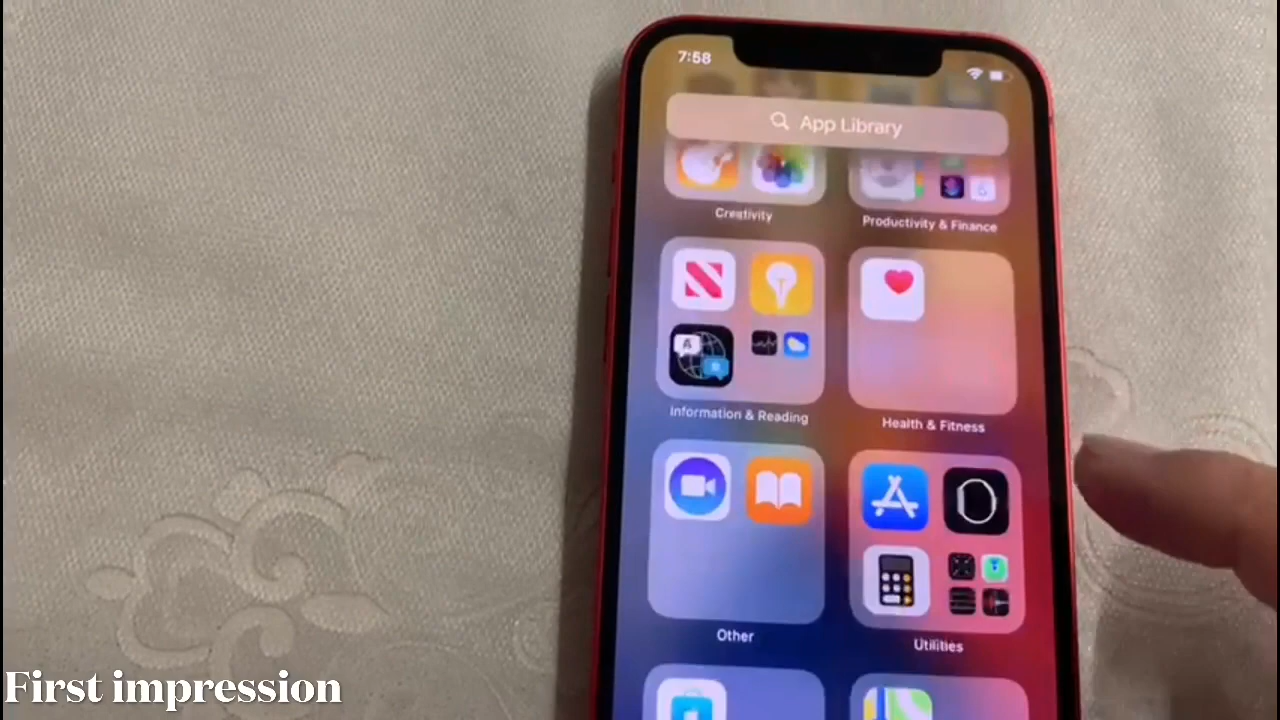 7:58
App Library
Creativity
Productivity & Finance
Information & Reading
Health & Fitness
Other
Utilities
First impression